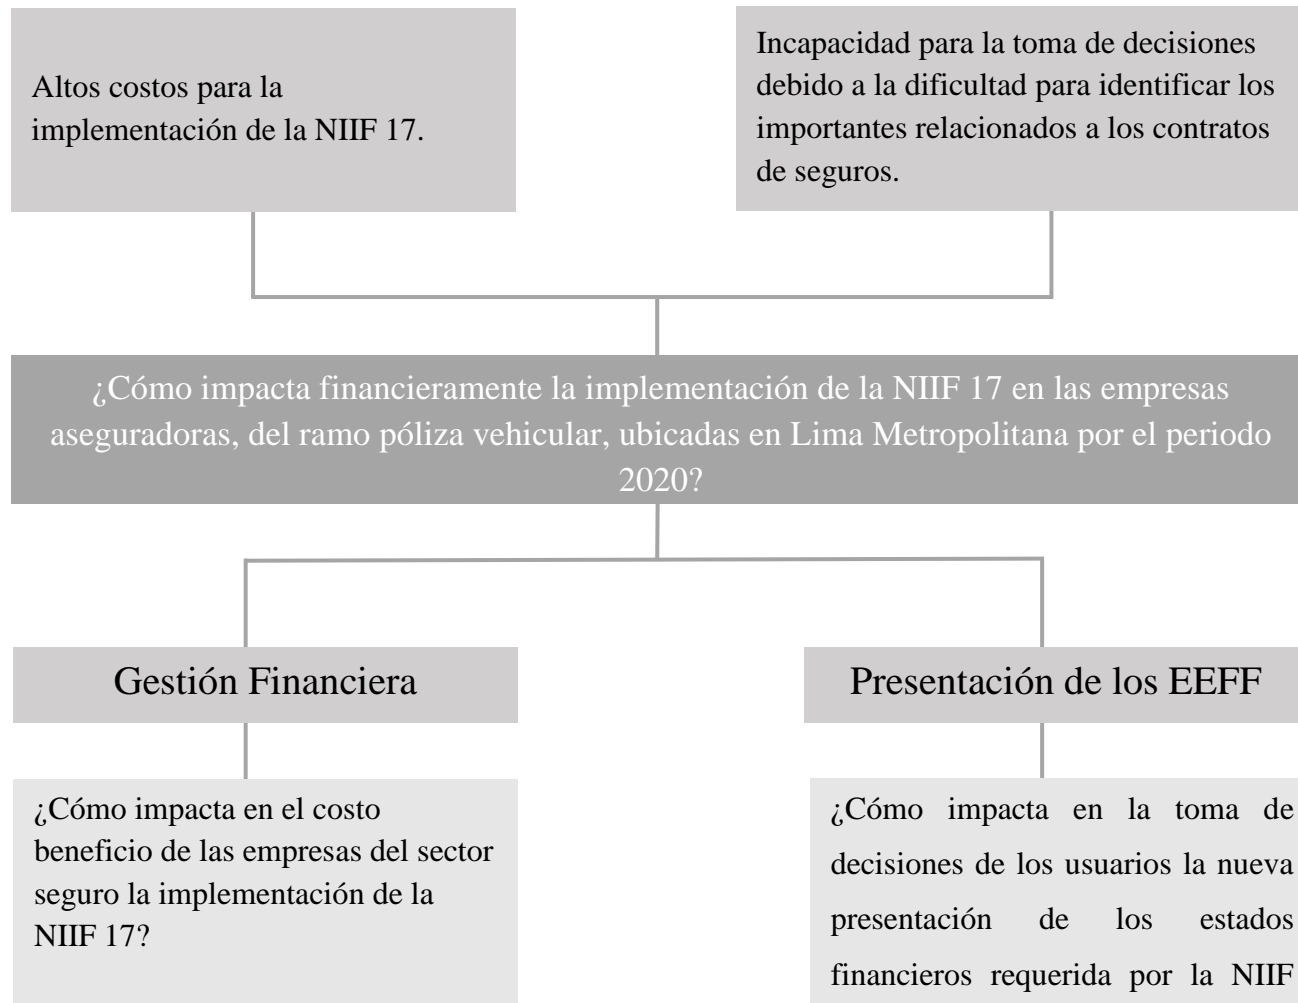 Altos costos para la
implementación de la NIIF 17.
Incapacidad para la toma de decisiones
debido a la dificultad para identificar los
importantes relacionados a los contratos
de seguros.
¿Cómo impacta financieramente la implementación de la NIIF 17 en las empresas
aseguradoras, del ramo póliza vehicular, ubicadas en Lima Metropolitana por el periodo
2020?
Gestión Financiera
Presentación de los EEFF
¿Cómo impacta en el costo
beneficio de las empresas del sector
seguro la implementación de la
NIIF 17?
¿Cómo impacta en la toma de
decisiones de los usuarios la nueva
presentación de los estados
financieros requerida por la NIIF